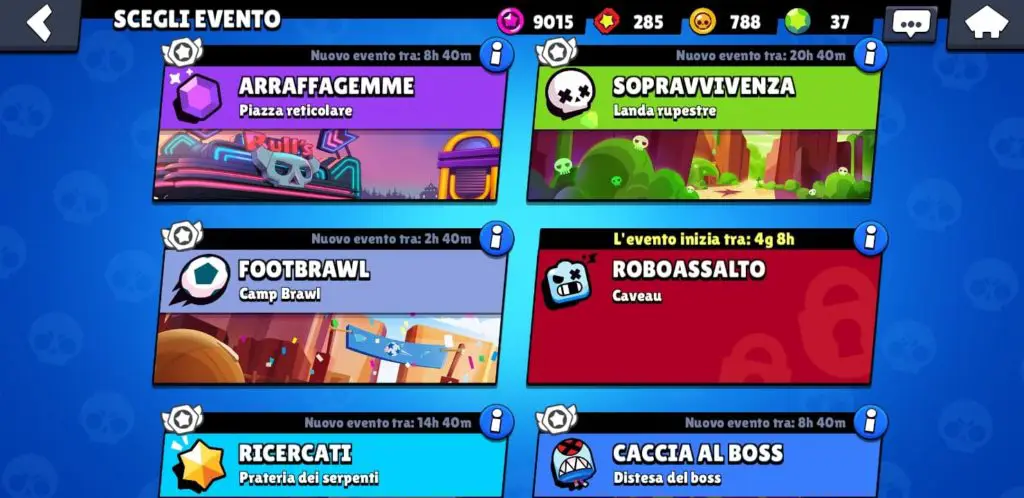 SCEGLI EVENTO
9015
285
788
37
Nuovo evento tra: 8h 40m
ARRAFFAGEMME
Piazza reticolare
Bull's
Nuovo evento tra: 20h 40m
SOPRAVVIVENZA
Landa rupestre
Nuovo evento tra: 2h 40m
FOOTBRAWL
Camp Brawl
L'evento inizia tra: 4g 8h
ROBOASSALTO
Caveau
Nuovo evento tra: 14h 40m
RICERCATI
Prateria dei serpenti
Nuovo evento tra: 8h 40m
CACCIA AL BOSS
Distesa del boss